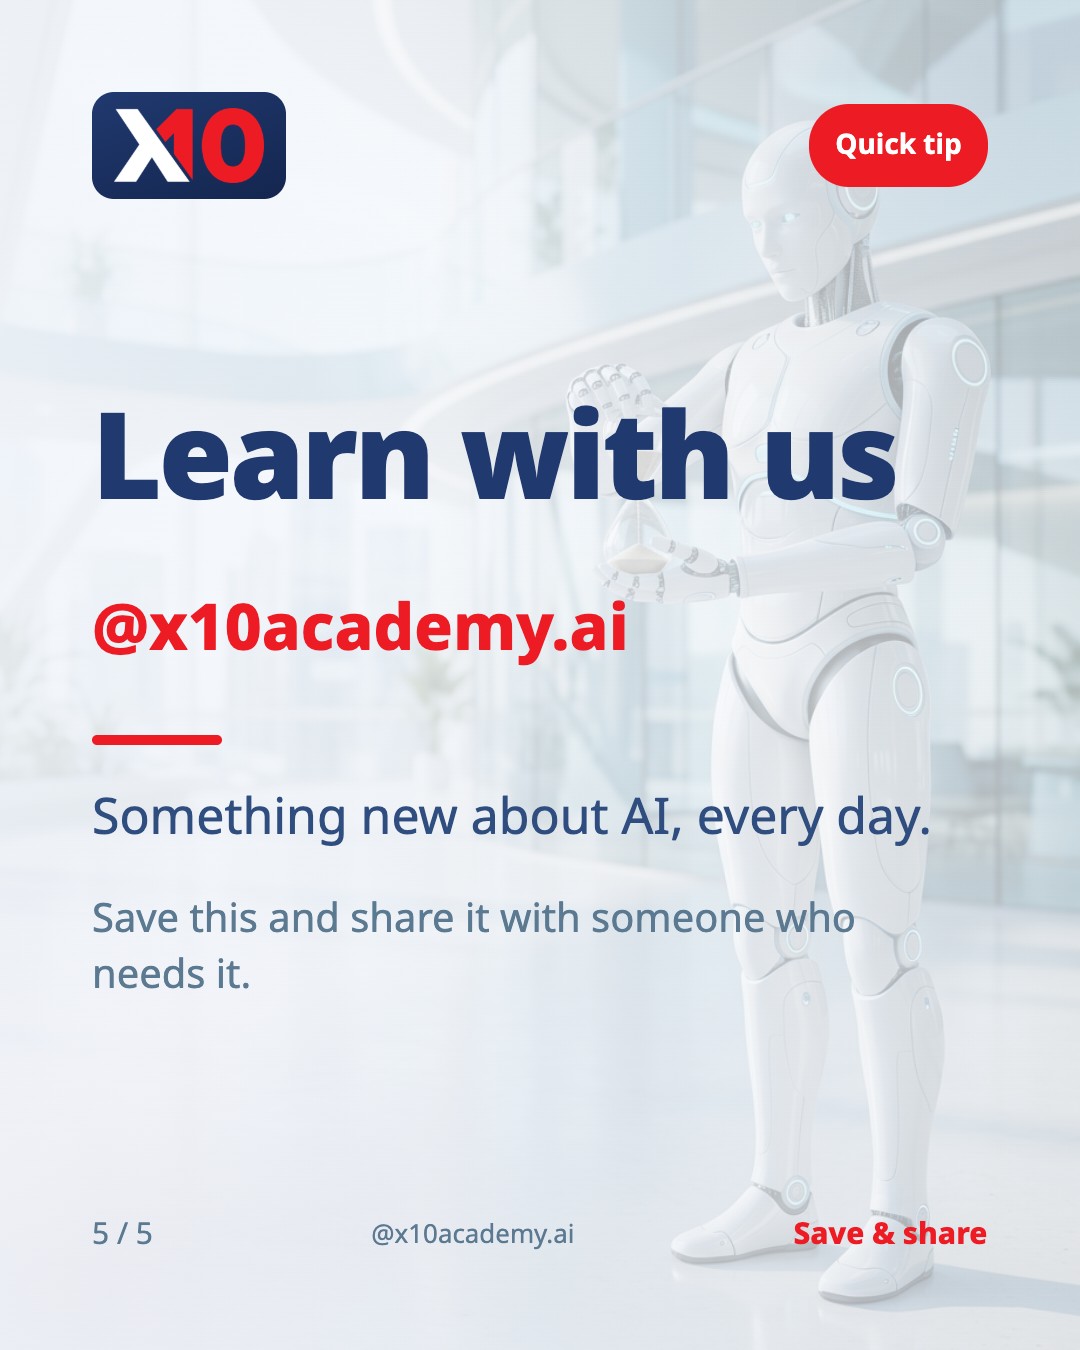 X10
Quick tip
Learn with us
@x10academy.ai
Something new about AI, every day.
Save this and share it with someone who
needs it.
5 / 5
@x10academy.ai
Save & share